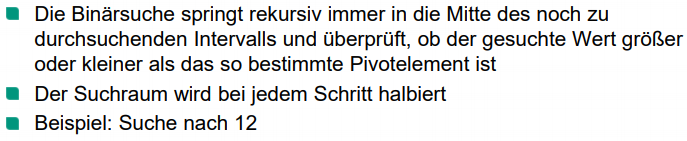 Die Binärsuche springt rekursiv immer in die Mitte des noch zu
durchsuchenden Intervalls und überprüft, ob der gesuchte Wert größer
oder kleiner als das so bestimmte Pivotelement ist
Der Suchraum wird bei jedem Schritt halbiert
Beispiel: Suche nach 12